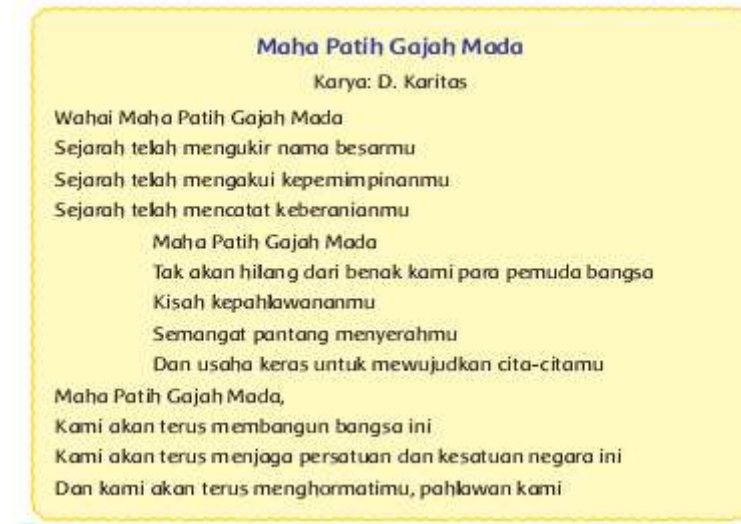 Maha Patih Gajah Mada
Karya: D. Karitas
Wahai Maha Patih Gajah Mada
Sejarah telah mengukir nama besarmu
Sejarah telah mengakui kepemimpinanmu
Sejarah telah mencatat keberanianmu
Maha Patih Gajah Mada
Tak akan hilang dari benak kami para pemuda bangsa
Kisah kepahlawananmu
Semangat pantang menyerahmu
Dan usaha keras untuk mewujudkan cita-citamu
Maha Patih Gajah Mada,
Kami akan terus membangun bangsa ini
Kami akan terus menjaga persatuan dan kesatuan negara ini
Dan kami akan terus menghormatimu, pahlawan kami